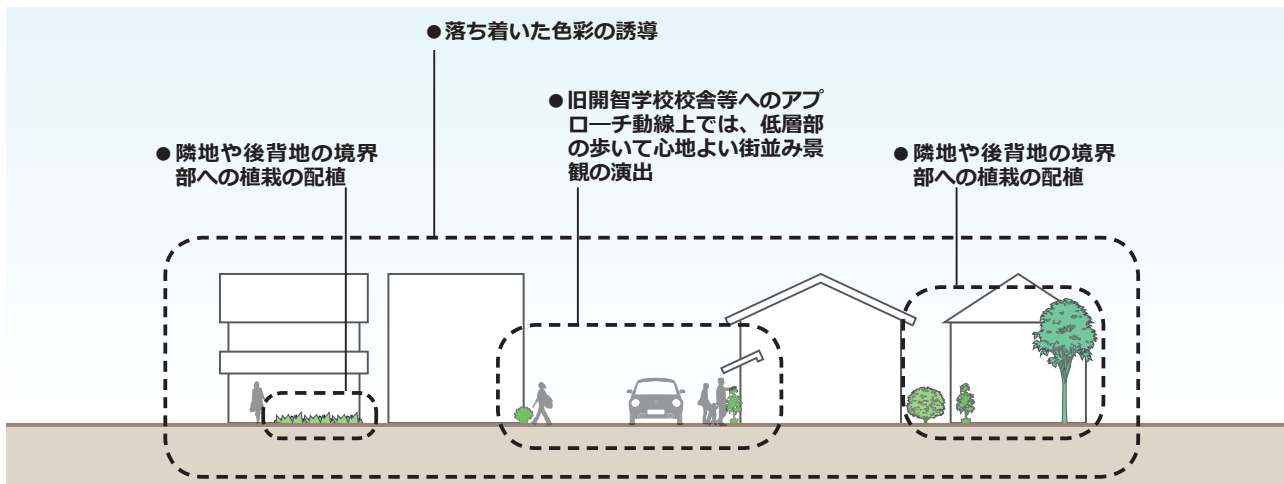 ●落ち着いた色彩の誘導
●旧開智学校校舎等へのアプ
ローチ動線上では、低層部
の歩いて心地よい街並み景
観の演出
●隣地や後背地の境界
部への植栽の配植
●隣地や後背地の境界
部への植栽の配植